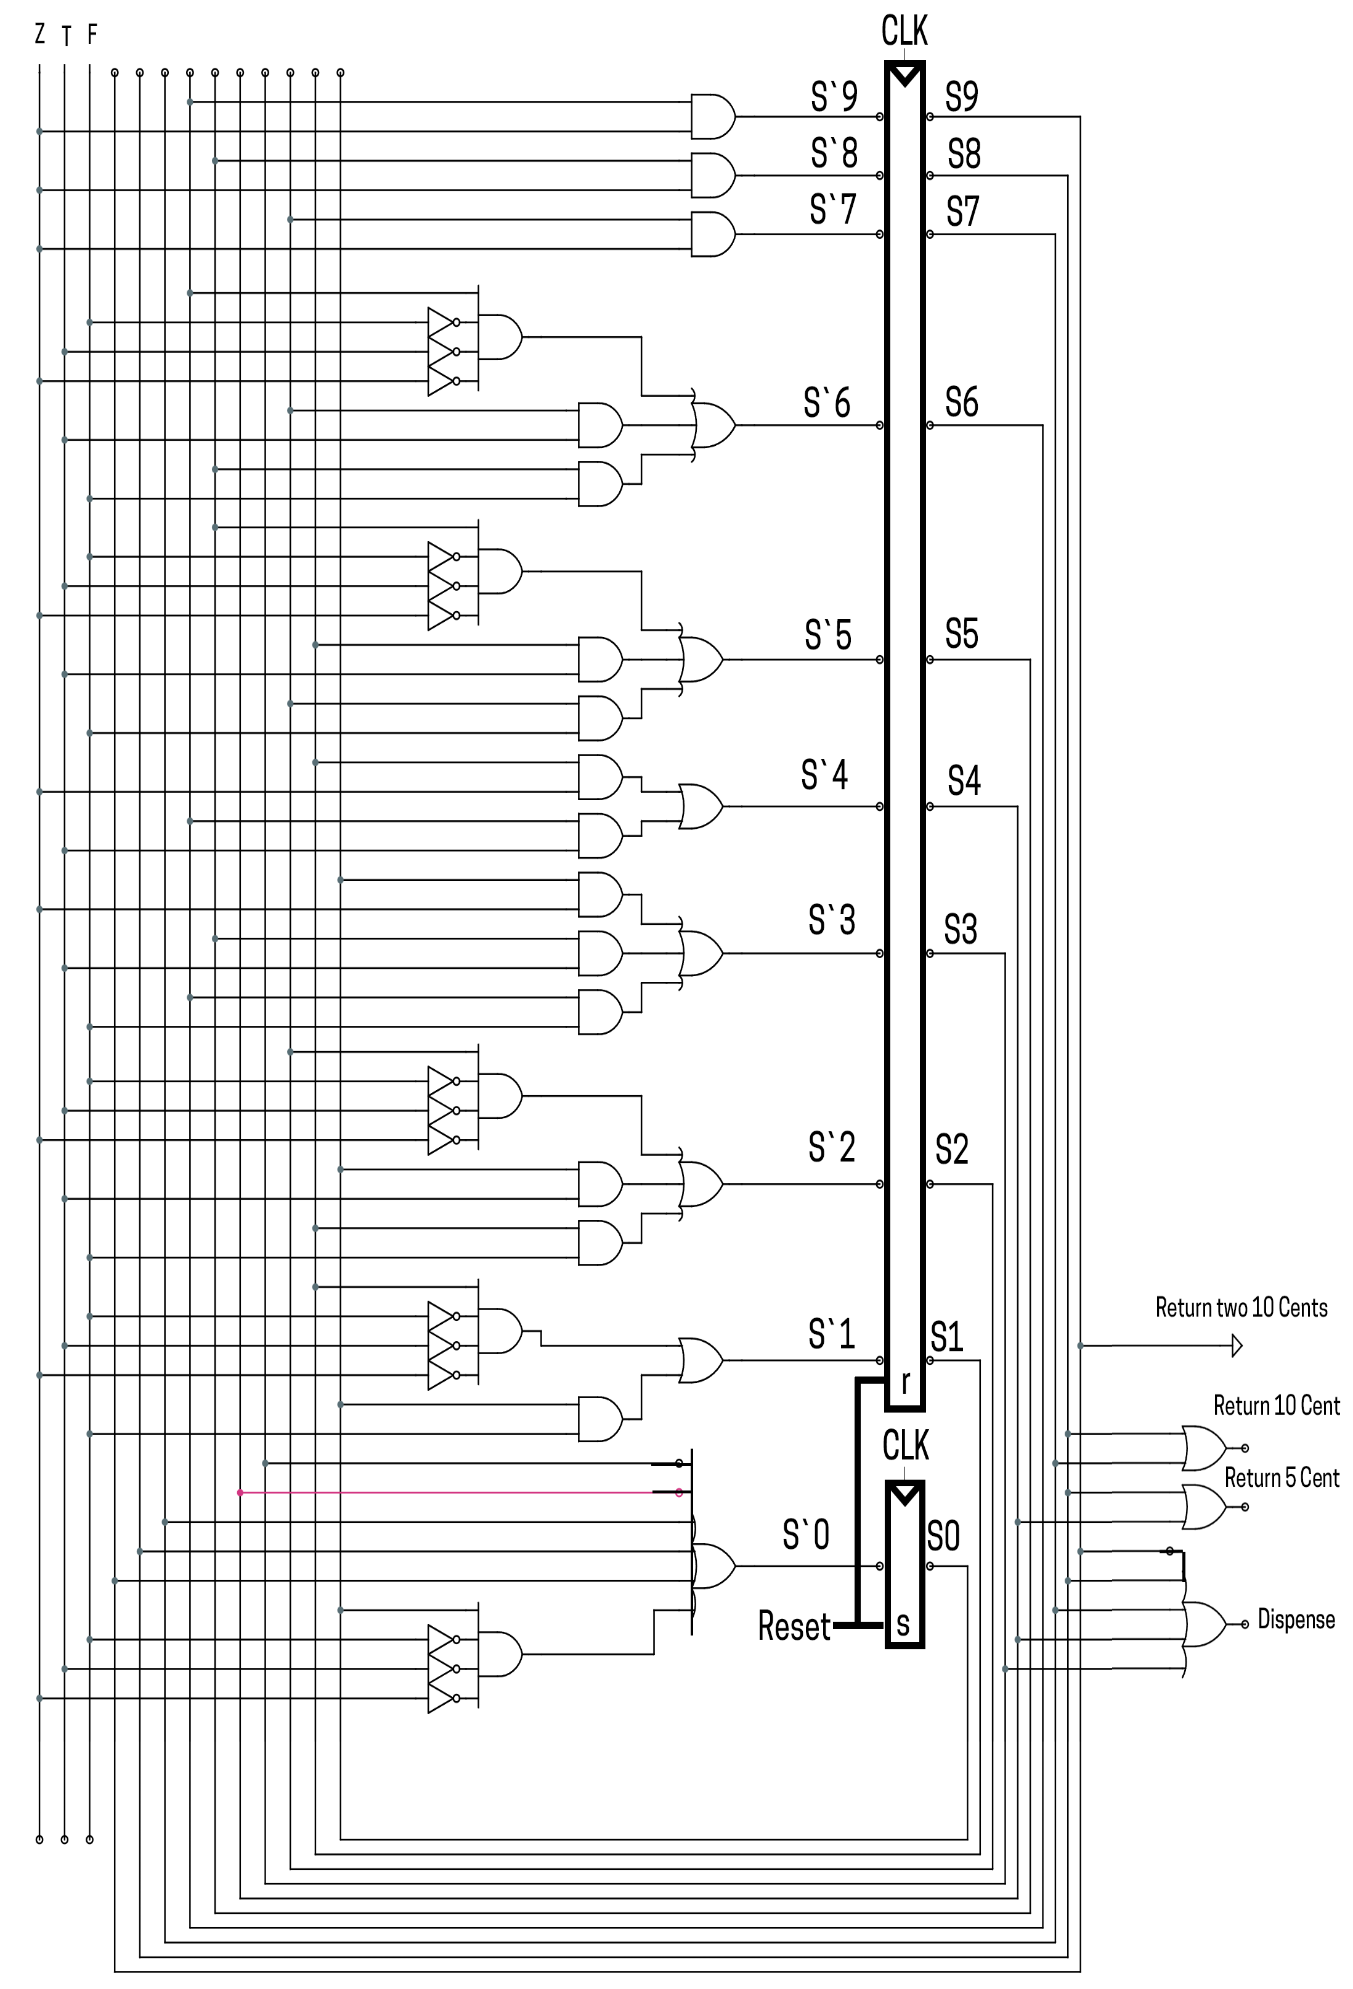 Z T F
CLK
S`9 S9
S`8 S8
S`7 S7
S`6 S6
S`5 S5
S`4 S4
S`3 S3
S`2 S2
Return two 10 Cents
S`1 S1
r
Return 10 Cent
CLK
Return 5 Cent
S`0 S0
Reset s Dispense